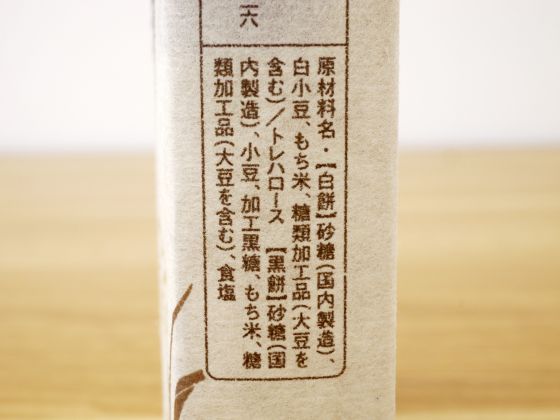 六
原材料名・【白餅】砂糖(国内製造)、
白小豆、もち米、糖類加工品(大豆を
含む)／トレハロース 【黒餅】砂糖(国
内製造)、小豆、加工黒糖、もち米、糖
類加工品(大豆を含む)、食塩